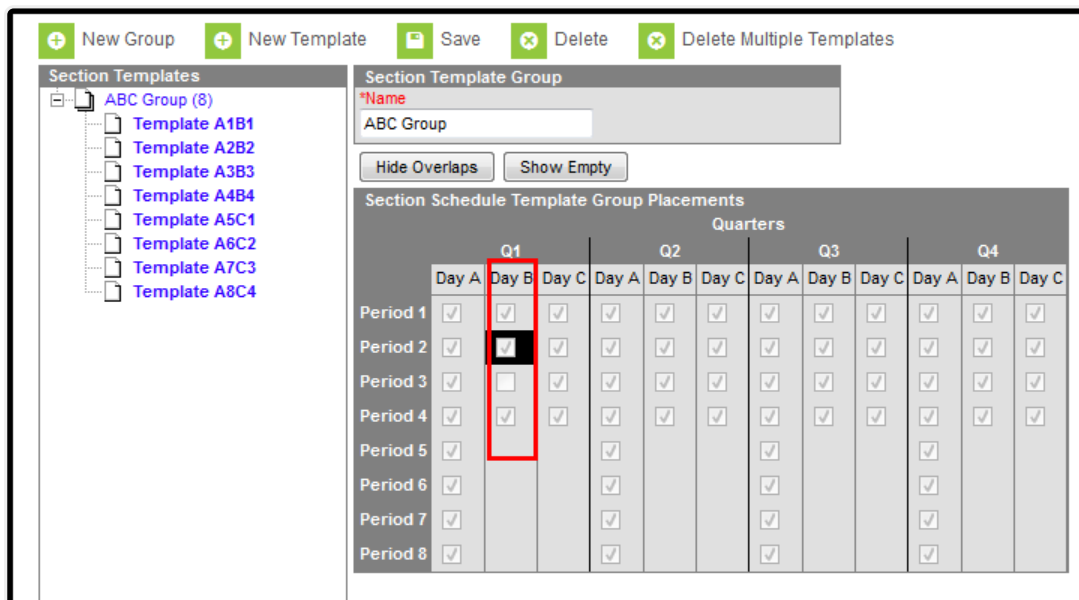 New Group New Template Save Delete Delete Multiple Templates
Section Templates
ABC Group (8)
Template A1B1
Template A2B2
Template A3B3
Template A4B4
Template A5C1
Template A6C2
Template A7C3
Template A8C4
Section Template Group
*Name
ABC Group
Hide Overlaps Show Empty
Section Schedule Template Group Placements
Quarters
Q1 Q2 Q3 Q4
Day A Day B Day C Day A Day B Day C Day A Day B Day C Day A Day B Day C
Period 1
Period 2
Period 3
Period 4
Period 5
Period 6
Period 7
Period 8